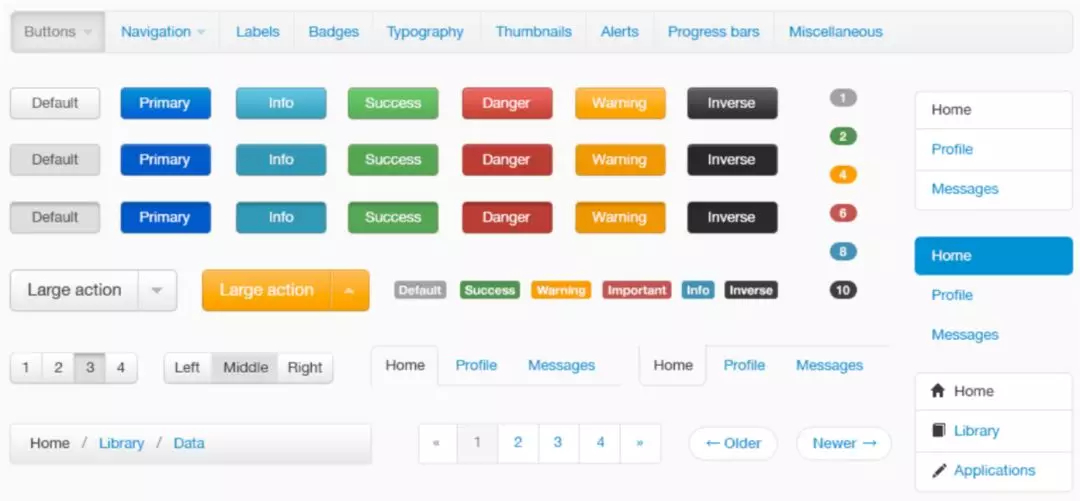 Buttons Navigation Labels Badges Typography Thumbnails Alerts Progress bars Miscellaneous
Default Primary Info Success Danger Warning Inverse 1
Home
2
Default Primary Info Success Danger Warning Inverse
Profile
4
Messages
Default Primary Info Success Danger Warning Inverse 6
8
Home
Large action Large action Default Success Warning Important Info Inverse 10
Profile
Messages
1 2 3 4 Left Middle Right Home Profile Messages Home Profile Messages
Home
Library
Home / Library / Data « 1 2 3 4 » ← Older Newer →
Applications